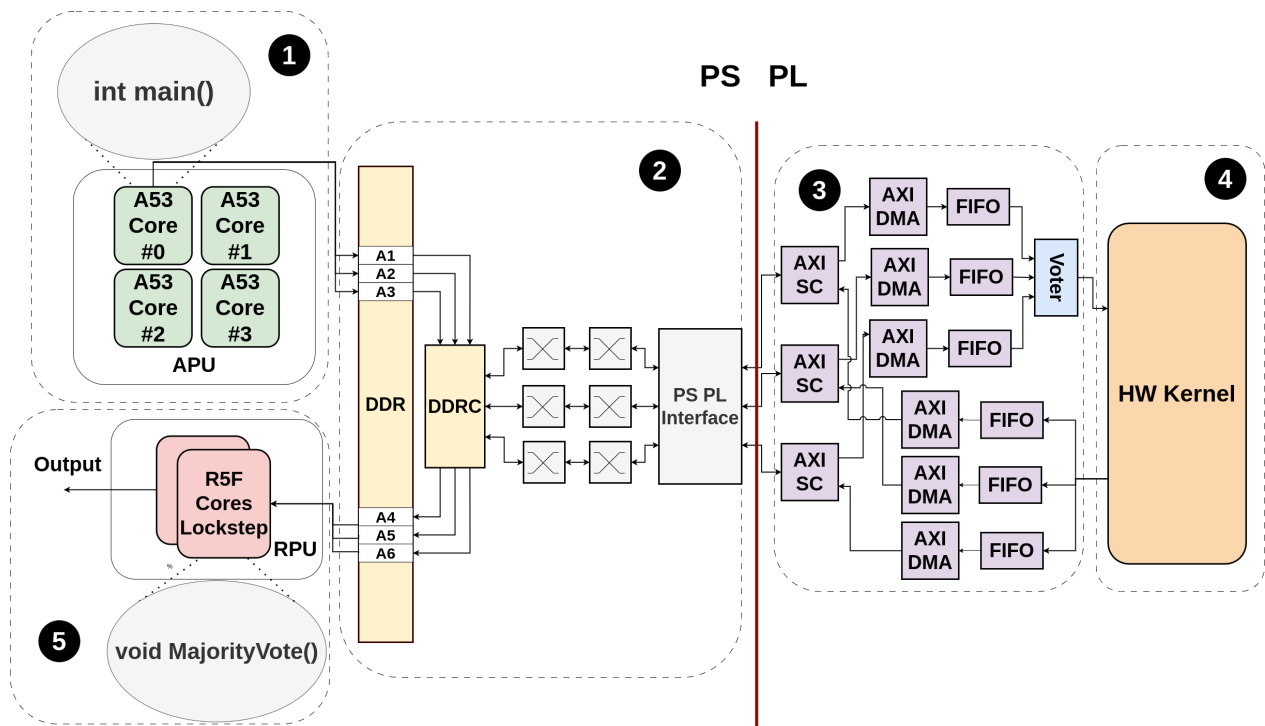 1
int main()
A53
Core
#0
A53
Core
#1
A53
Core
#2
A53
Core
#3
APU
PS PL
2
DDR
A1
A2
A3
A4
A5
A6
DDRC
PS PL
Interface
3
AXI
SC
AXI
SC
AXI
SC
AXI
DMA
FIFO
AXI
DMA
FIFO
AXI
DMA
FIFO
Voter
AXI
DMA
FIFO
AXI
DMA
FIFO
AXI
DMA
FIFO
4
HW Kernel
Output
R5F
Cores
Lockstep
RPU
%
5
void MajorityVote()